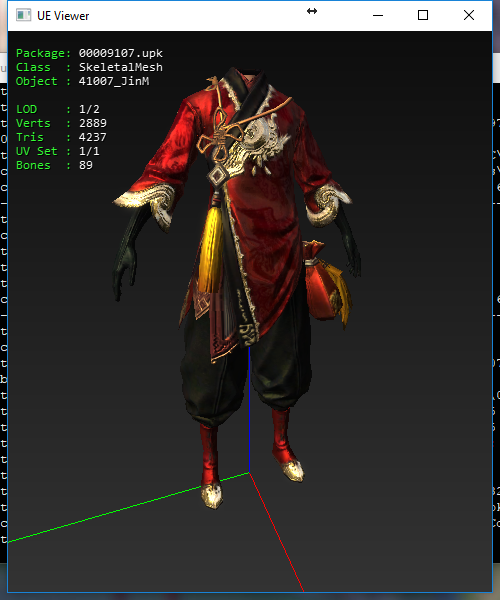 UE Viewer
Package: 00009107.upk
Class : SkeletalMesh
Object : 41007_JinM
LOD : 1/2
Verts : 2889
Tris : 4237
UV Set : 1/1
Bones : 89